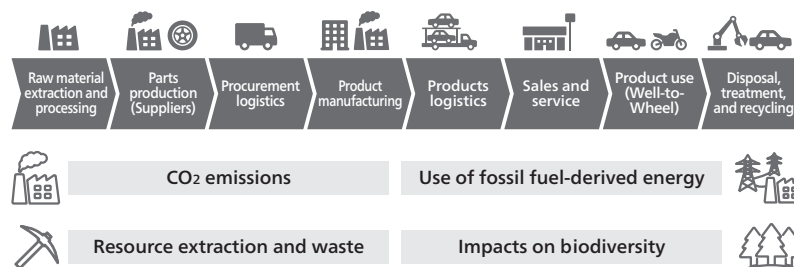 Raw material
extraction and
processing
Parts
production
(Suppliers)
Procurement
logistics
Product
manufacturing
Products
logistics
Sales and
service
Product use
(Well-to-
Wheel)
Disposal,
treatment,
and recycling
CO2 emissions
Use of fossil fuel-derived energy
Resource extraction and waste
Impacts on biodiversity